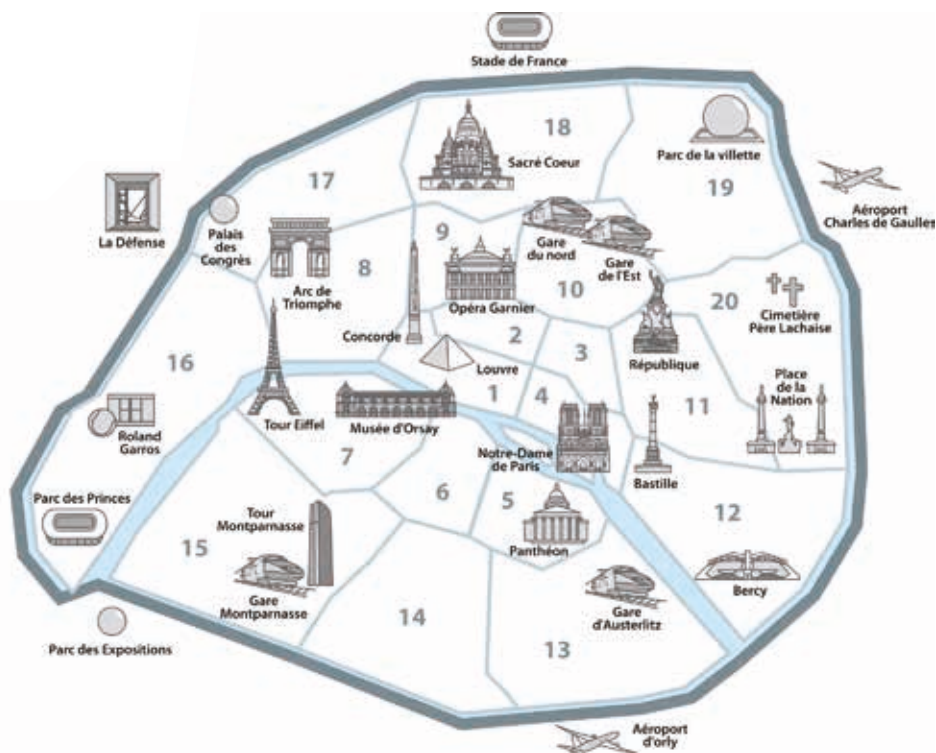 Stade de France
18
Sacré Coeur
Parc de la villette
19
17
Aéroport
Charles de Gaulles
La Défense
Palais
des
Congrès
9
Gare
du nord
Gare
de l'Est
8
Arc de
Triomphe
Opéra Garnier
10
20
Cimetière
Père Lachaise
Concorde
2
3
Louvre
République
16
1
4
Place
de la
Nation
11
Tour Eiffel
Musée d'Orsay
Roland
Garros
7
Notre-Dame
de Paris
Bastille
6
5
Parc des Princes
Tour
Montparnasse
12
15
Panthéon
Bercy
Gare
Montparnasse
14
Gare
d'Austerlitz
13
Parc des Expositions
Aéroport
d'orly